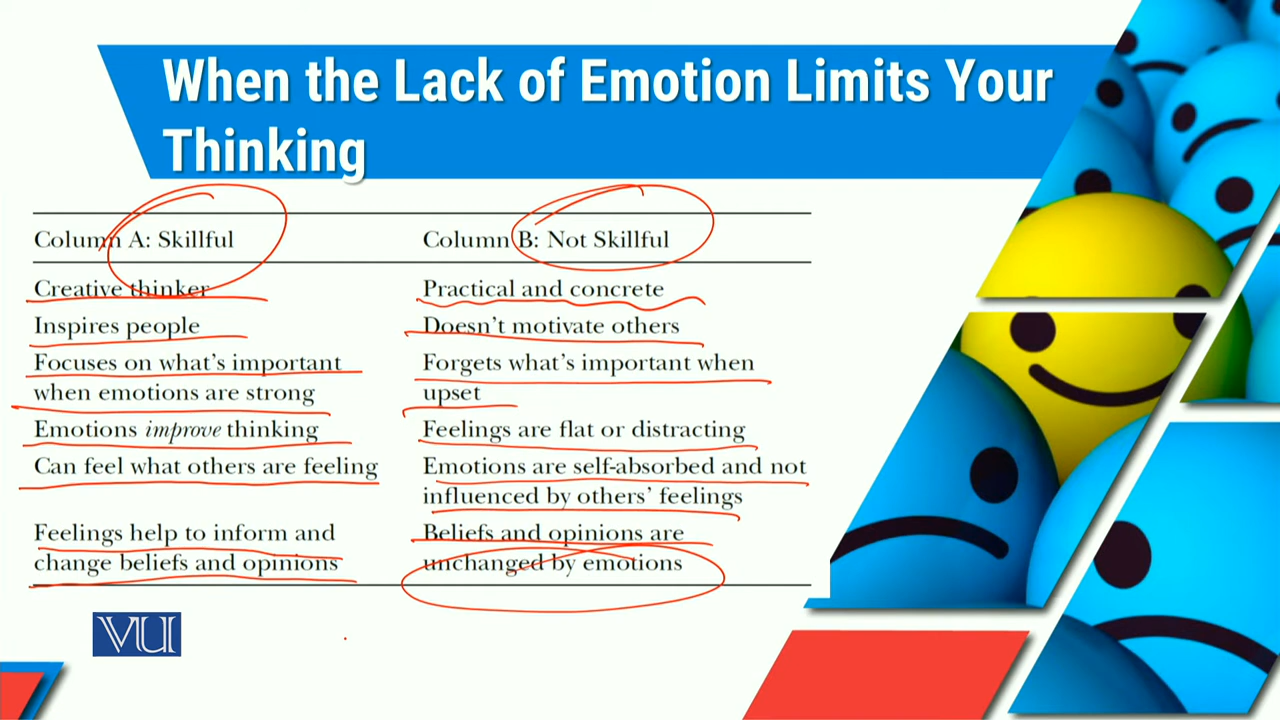 When the Lack of Emotion Limits Your
Thinking
Column A: Skillful
Column B: Not Skillful
Creative thinker
Practical and concrete
Inspires people
Doesn't motivate others
Focuses on what's important
when emotions are strong
Forgets what's important when
upset
Emotions improve thinking
Feelings are flat or distracting
Can feel what others are feeling
Emotions are self-absorbed and not
influenced by others' feelings
Feelings help to inform and
change beliefs and opinions
Beliefs and opinions are
unchanged by emotions
VU